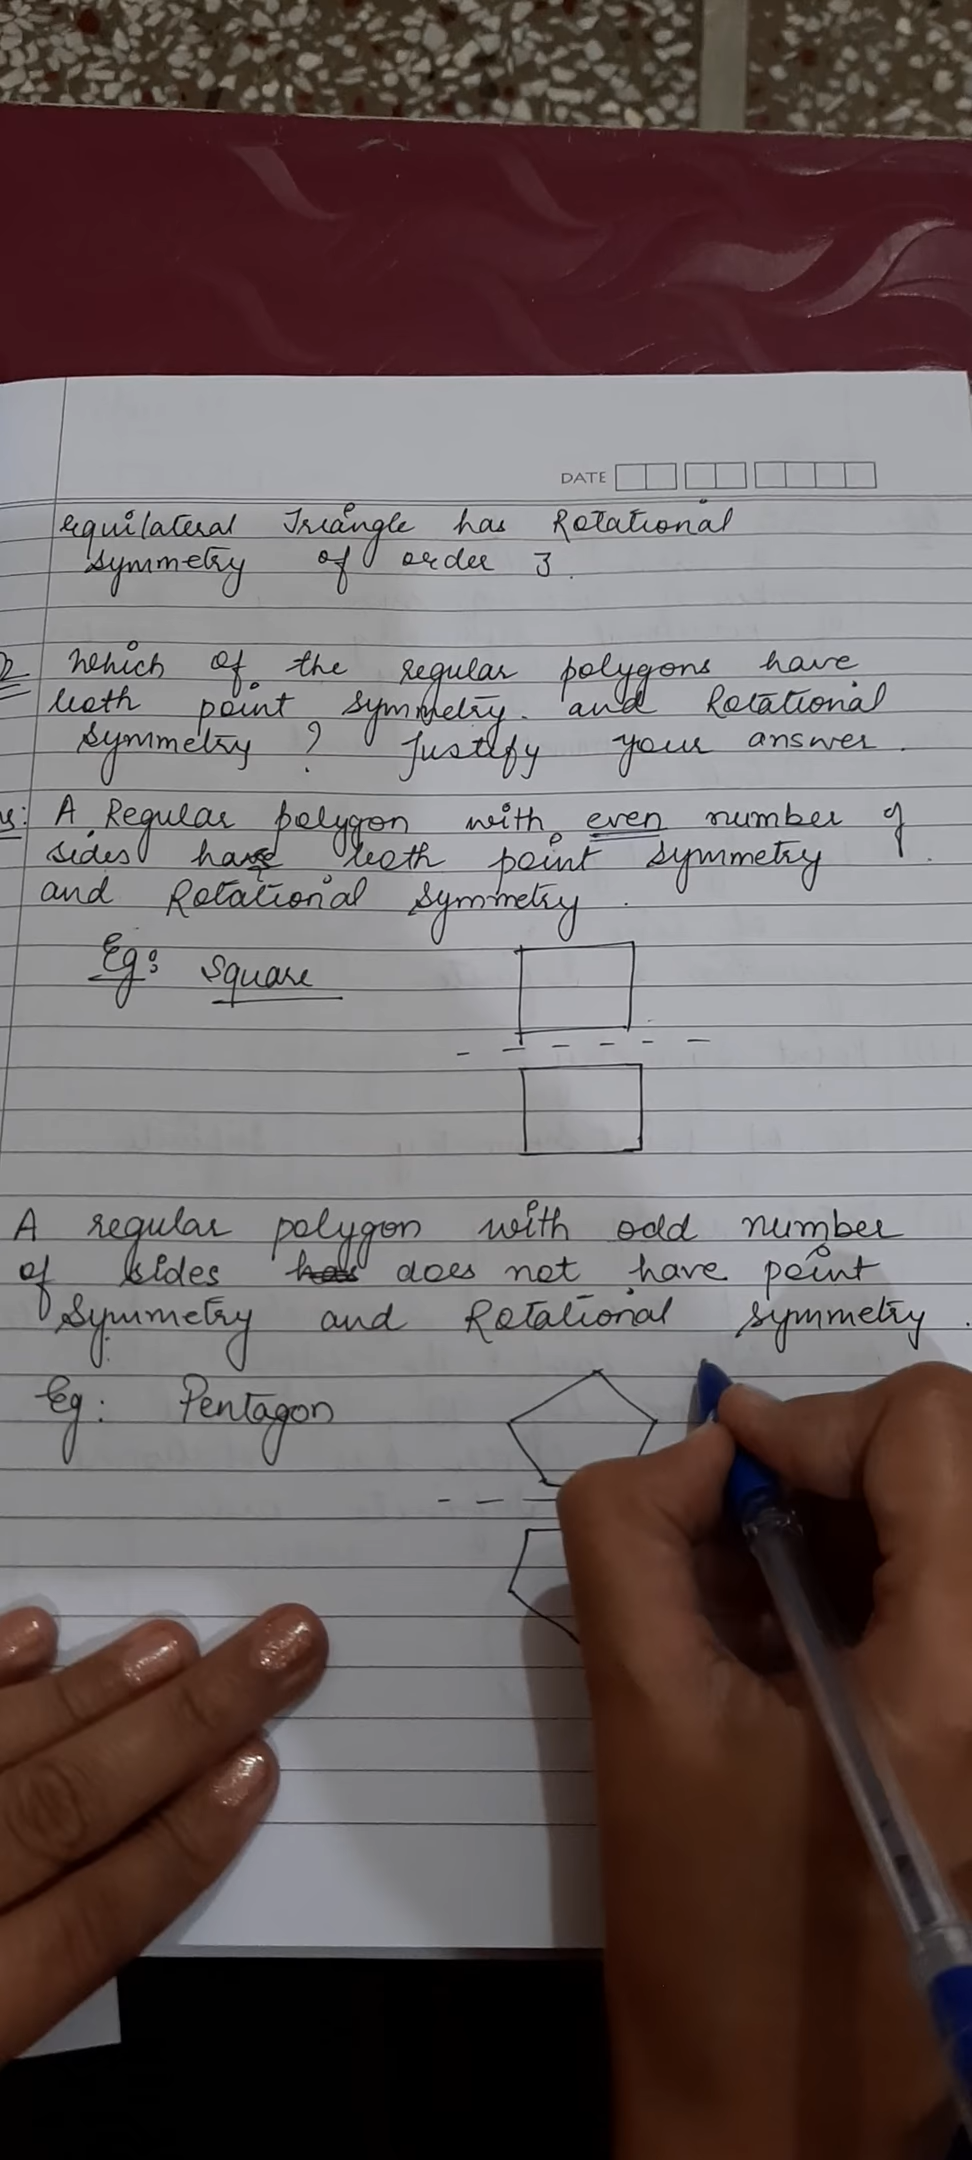 DATE
equilateral Triangle has Rotational
symmetry of order 3.
2 Which of the regular polygons have
both point symmetry. and Rotational
symmetry ? Justify your answer.
s: A Regular polygon with even number of
sides have both point symmetry
and Rotational symmetry.
Eg: Square
A regular polygon with odd number
of sides has does not have point
symmetry and Rotational symmetry.
Eg: Pentagon